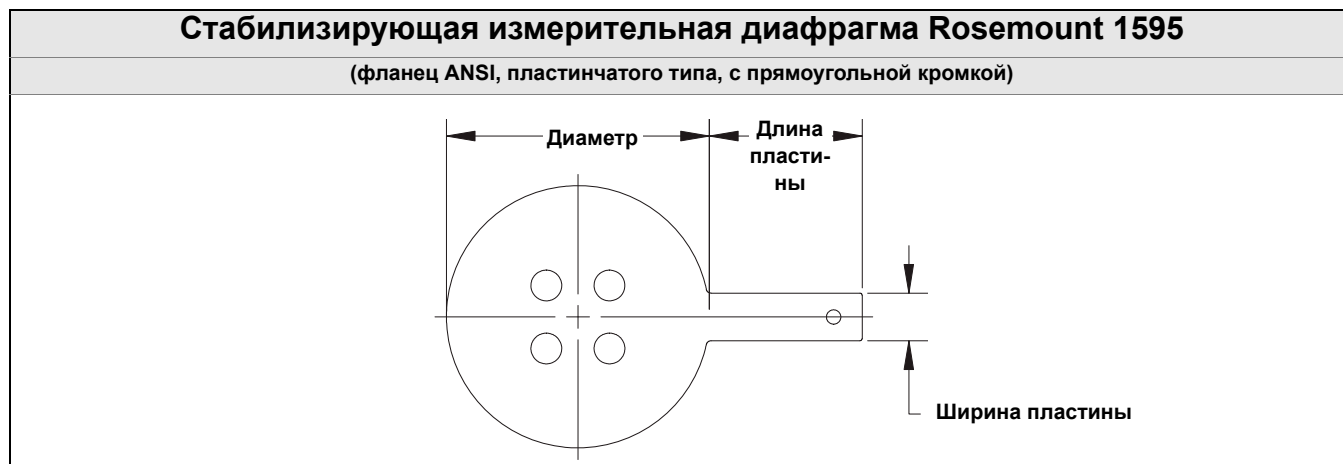 Стабилизирующая измерительная диафрагма Rosemount 1595
(фланец ANSI, пластинчатого типа, с прямоугольной кромкой)
Диаметр
Длина
пласти-
ны
Ширина пластины